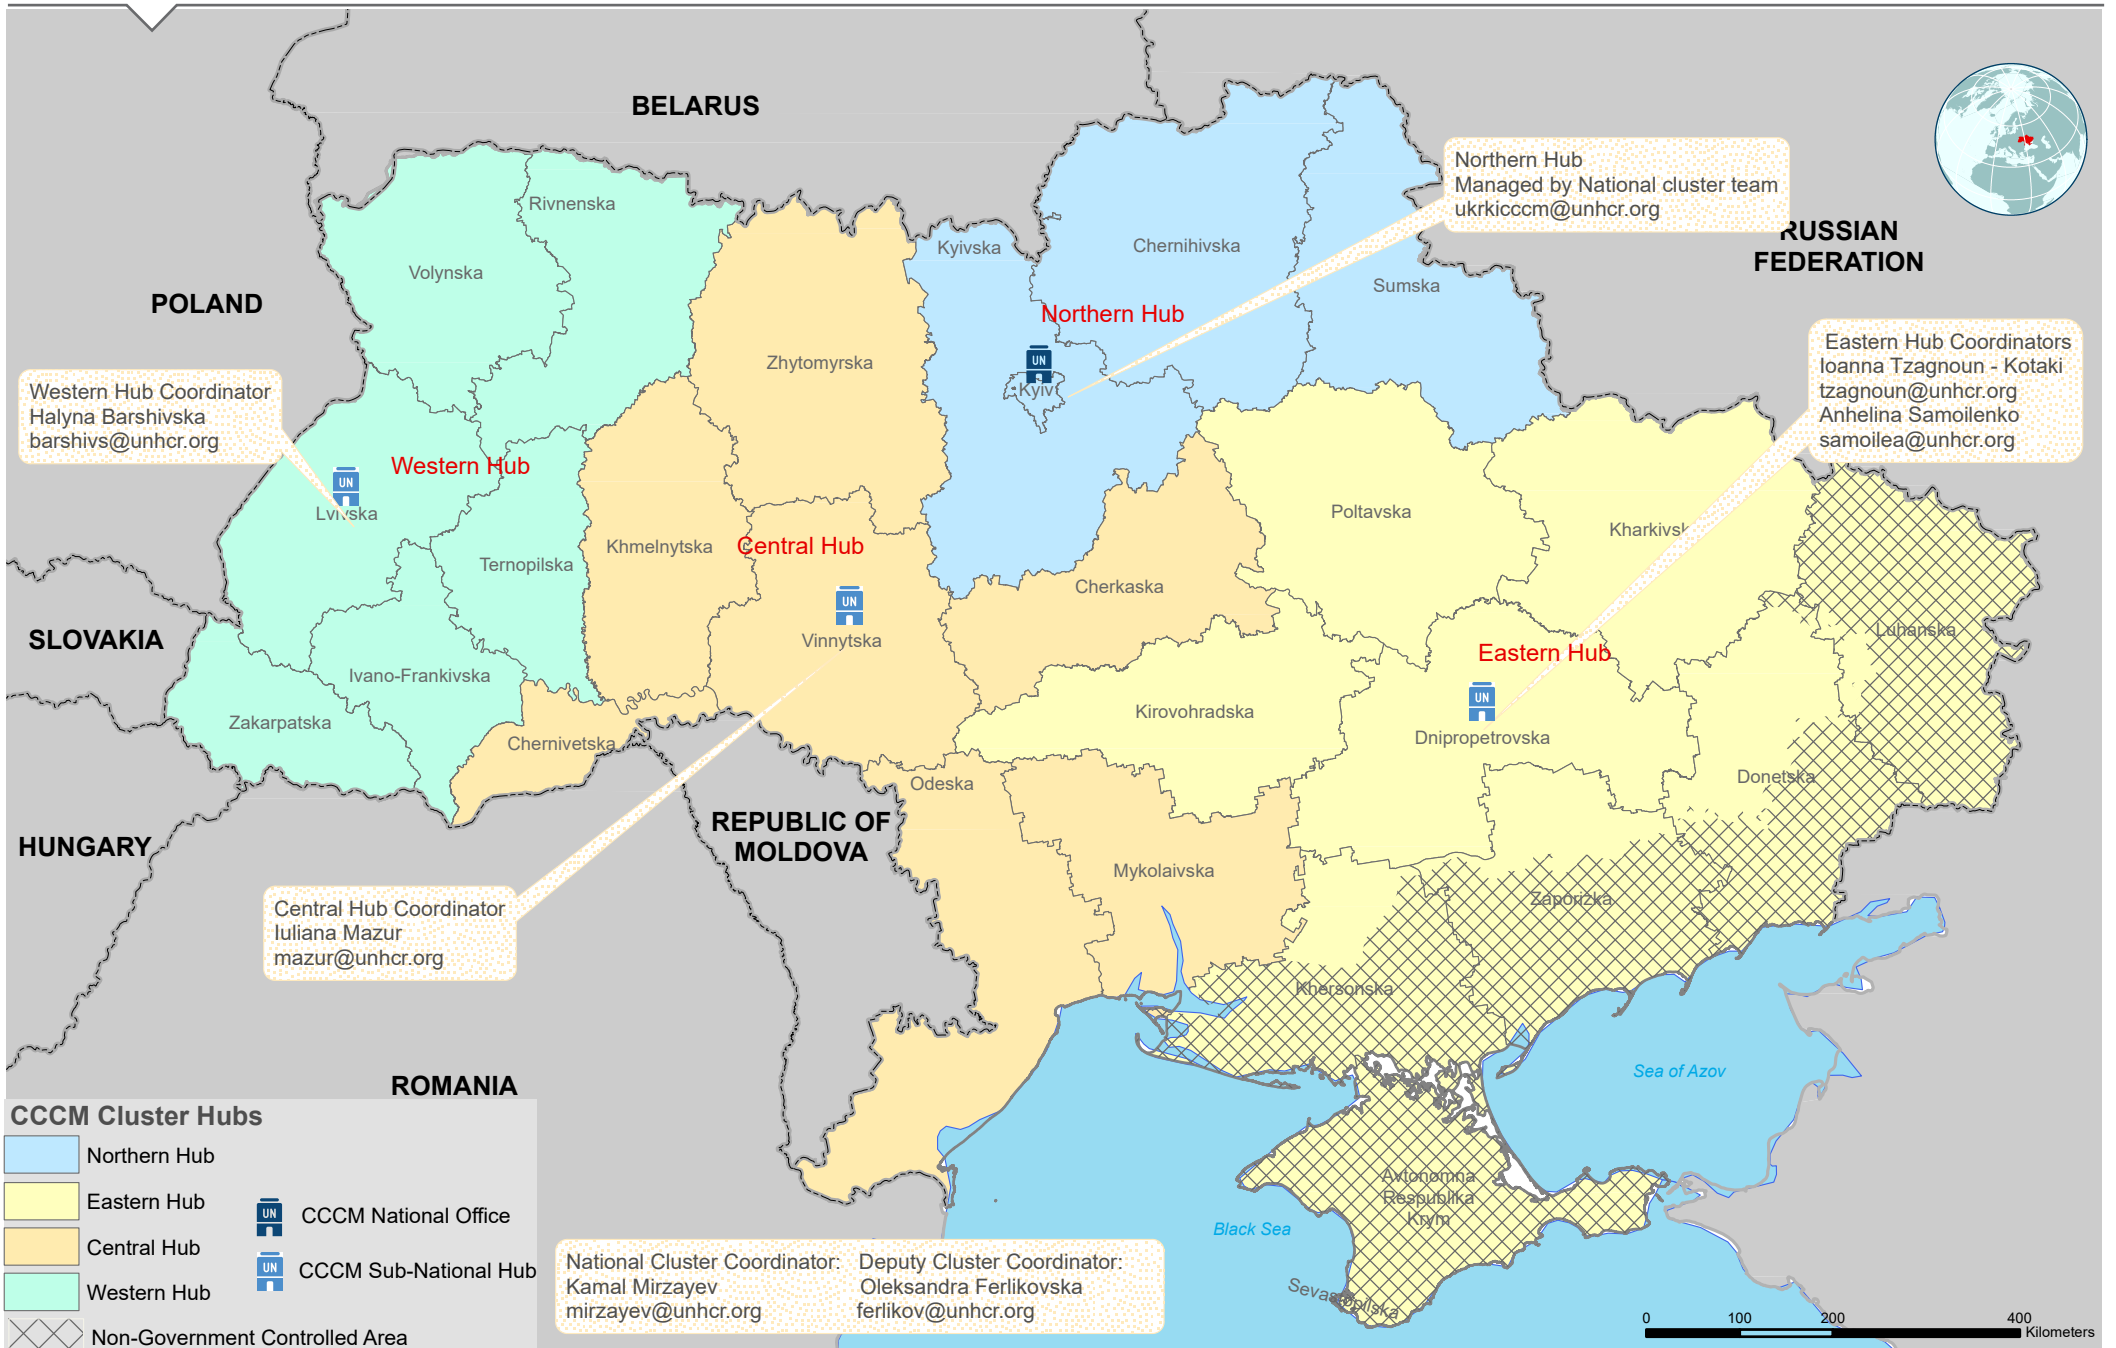 BELARUS
Northern Hub
Managed by National cluster team
ukrkicccm@unhcr.org
Rivnenska
RUSSIAN
FEDERATION
Kyivska
Chernihivska
Volynska
Sumska
POLAND
Northern Hub
Eastern Hub Coordinators
Ioanna Tzagnoun - Kotaki
tzagnoun@unhcr.org
Anhelina Samoilenko
samoilea@unhcr.org
Zhytomyrska
UN
Kyiv
Western Hub Coordinator
Halyna Barshivska
barshivs@unhcr.org
Western Hub
UN
Lvivska
Poltavska
Kharkivsk
Khmelnytska
Central Hub
Ternopilska
Cherkaska
UN
Vinnytska
Luhanska
SLOVAKIA
Eastern Hub
Ivano-Frankivska
UN
Zakarpatska
Kirovohradska
Chernivetska
Dnipropetrovska
Donetska
Odeska
REPUBLIC OF
MOLDOVA
HUNGARY
Mykolaivska
Zaporizka
Central Hub Coordinator
Iuliana Mazur
mazur@unhcr.org
Khersonska
Sea of Azov
ROMANIA
Avtonomna
Respublika
Krym
Black Sea
Sevastopilska
CCCM Cluster Hubs
Northern Hub
Eastern Hub
Central Hub
Western Hub
Non-Government Controlled Area
UN
CCCM National Office
UN
CCCM Sub-National Hub
National Cluster Coordinator:
Kamal Mirzayev
mirzayev@unhcr.org
Deputy Cluster Coordinator:
Oleksandra Ferlikovska
ferlikov@unhcr.org
0 100 200 400
Kilometers